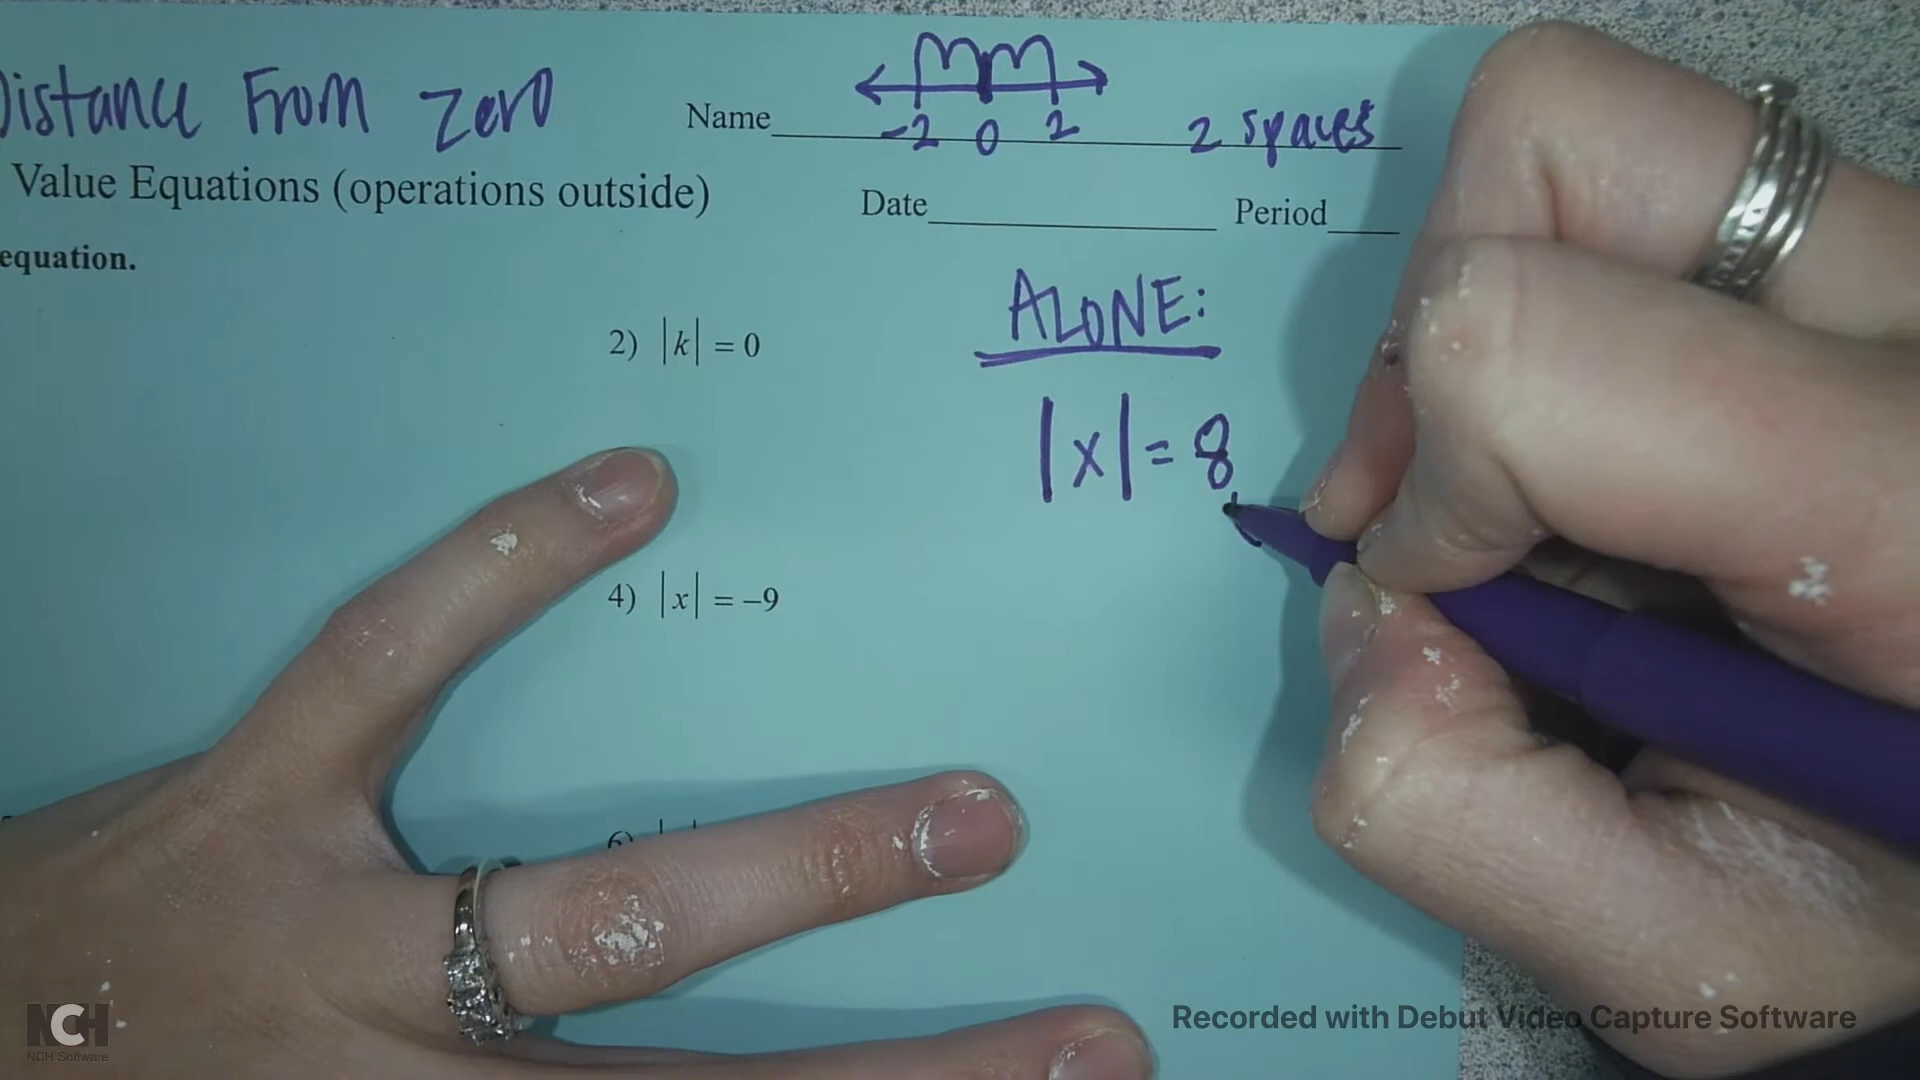 Distance From Zero
-2 0 2
2 spaces
Name
Value Equations (operations outside)
Date Period
equation.
ALONE:
2) |k| = 0
|x| = 8
4) |x| = –9
6)
NCH
NCH Software
Recorded with Debut Video Capture Software